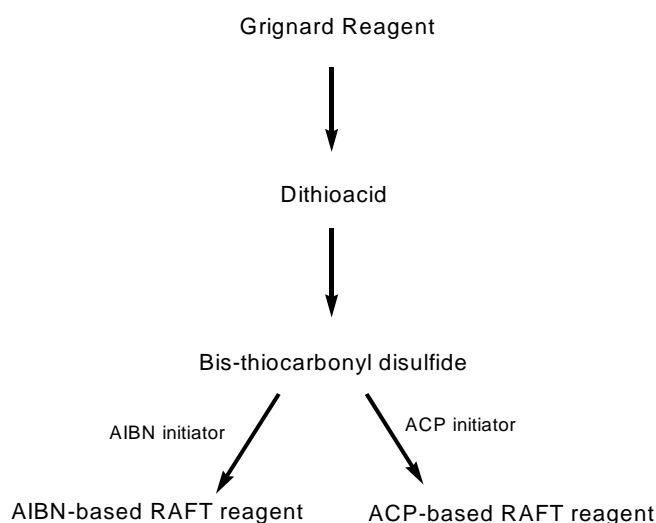 Grignard Reagent
Dithioacid
Bis-thiocarbonyl disulfide
AIBN initiator
ACP initiator
AIBN-based RAFT reagent
ACP-based RAFT reagent